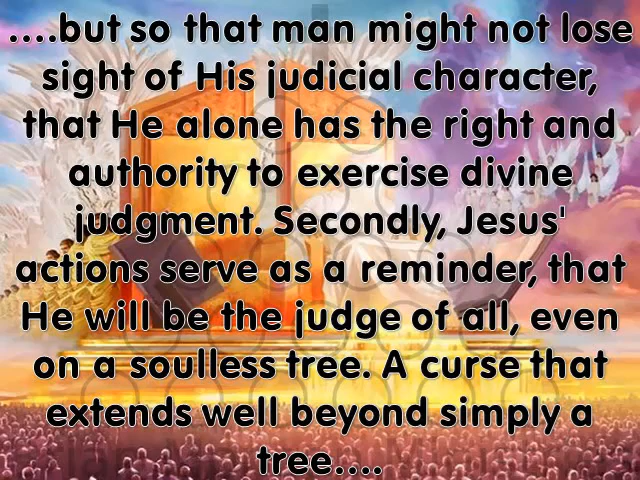 ....but so that man might not lose
sight of His judicial character,
that He alone has the right and
authority to exercise divine
judgment. Secondly, Jesus'
actions serve as a reminder, that
He will be the judge of all, even
on a soulless tree. A curse that
extends well beyond simply a
tree....